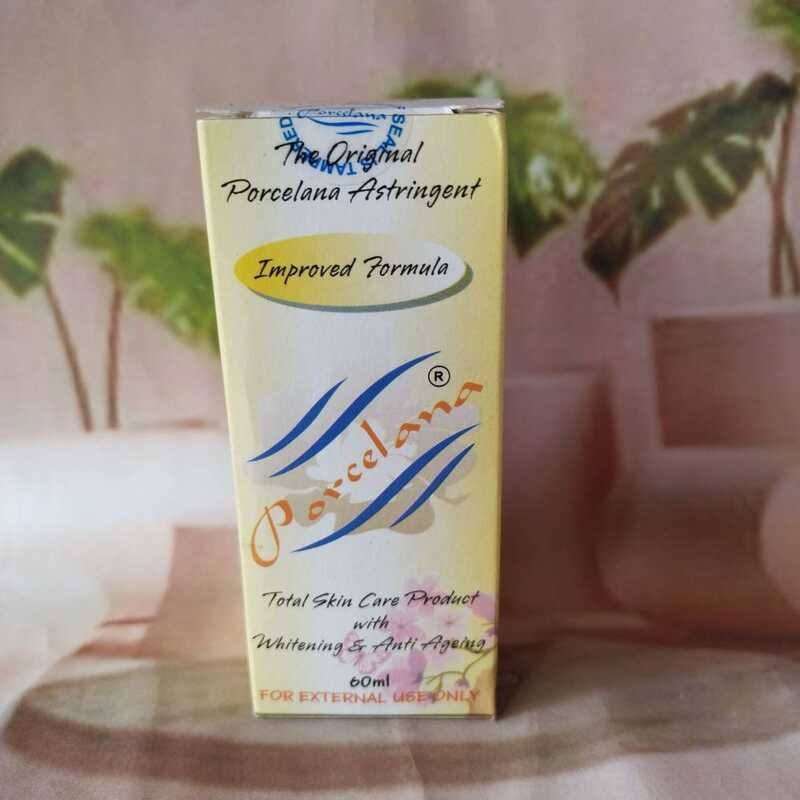 Porcelana
The Original
Porcelana Astringent
Improved Formula
Porcelana ®
Total Skin Care Product
with
Whitening & Anti Ageing
60ml
FOR EXTERNAL USE ONLY